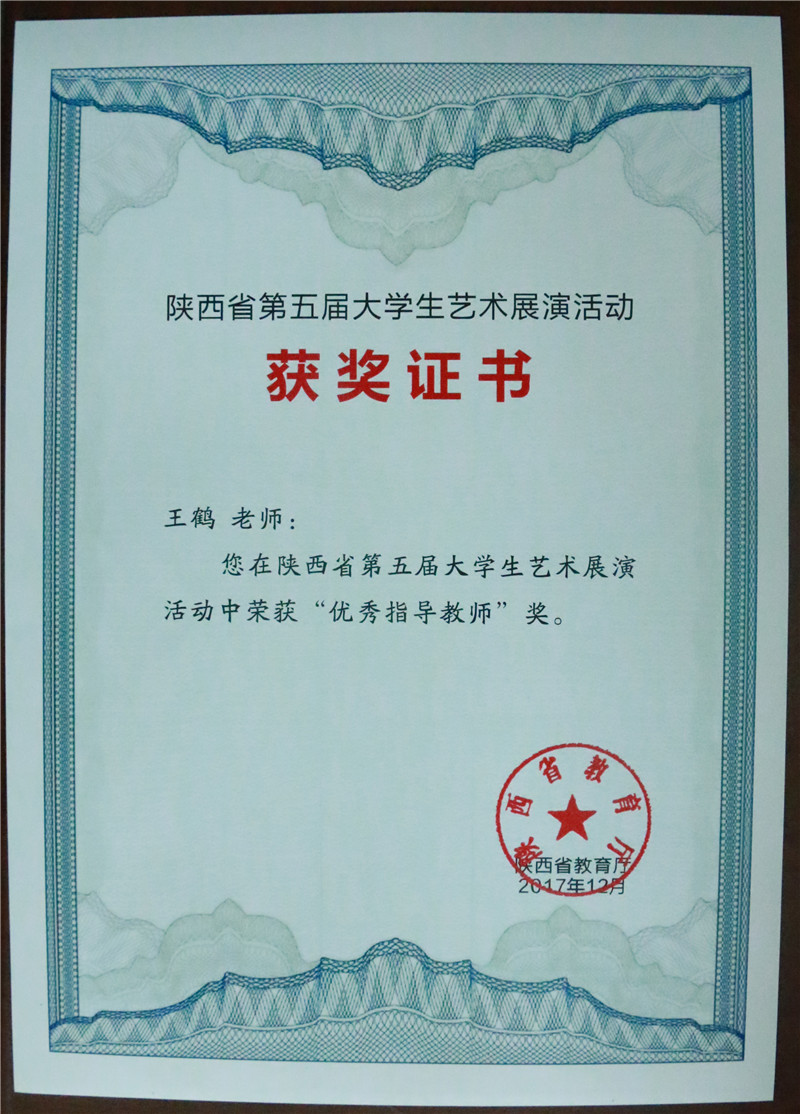 陕西省第五届大学生艺术展演活动
获奖证书
王鹤 老师：
您在陕西省第五届大学生艺术展演
活动中荣获“优秀指导教师”奖。
陕西省教育厅
陕西省教育厅
2017年12月